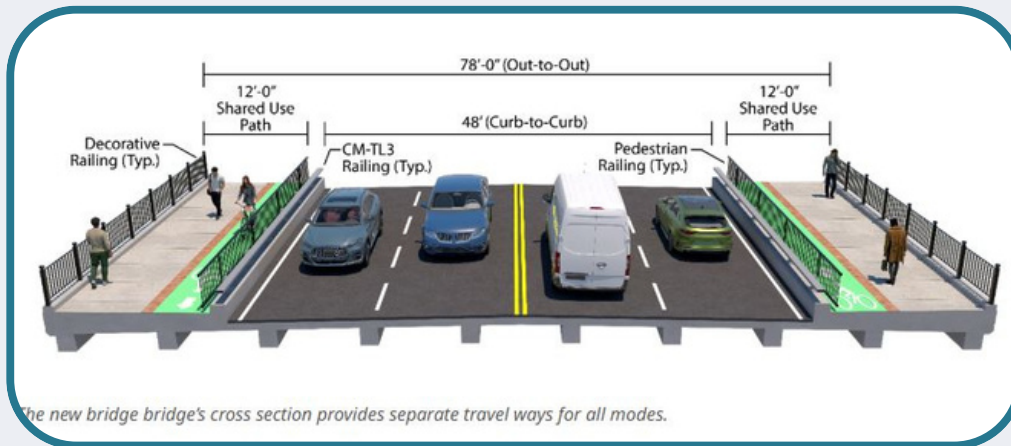 78'-0" (Out-to-Out)
12'-0"
Shared Use
Path
12'-0"
Shared Use
Path
48' (Curb-to-Curb)
Decorative
Railing (Typ.)
CM-TL3
Railing (Typ.)
Pedestrian
Railing (Typ.)
The new bridge bridge's cross section provides separate travel ways for all modes.